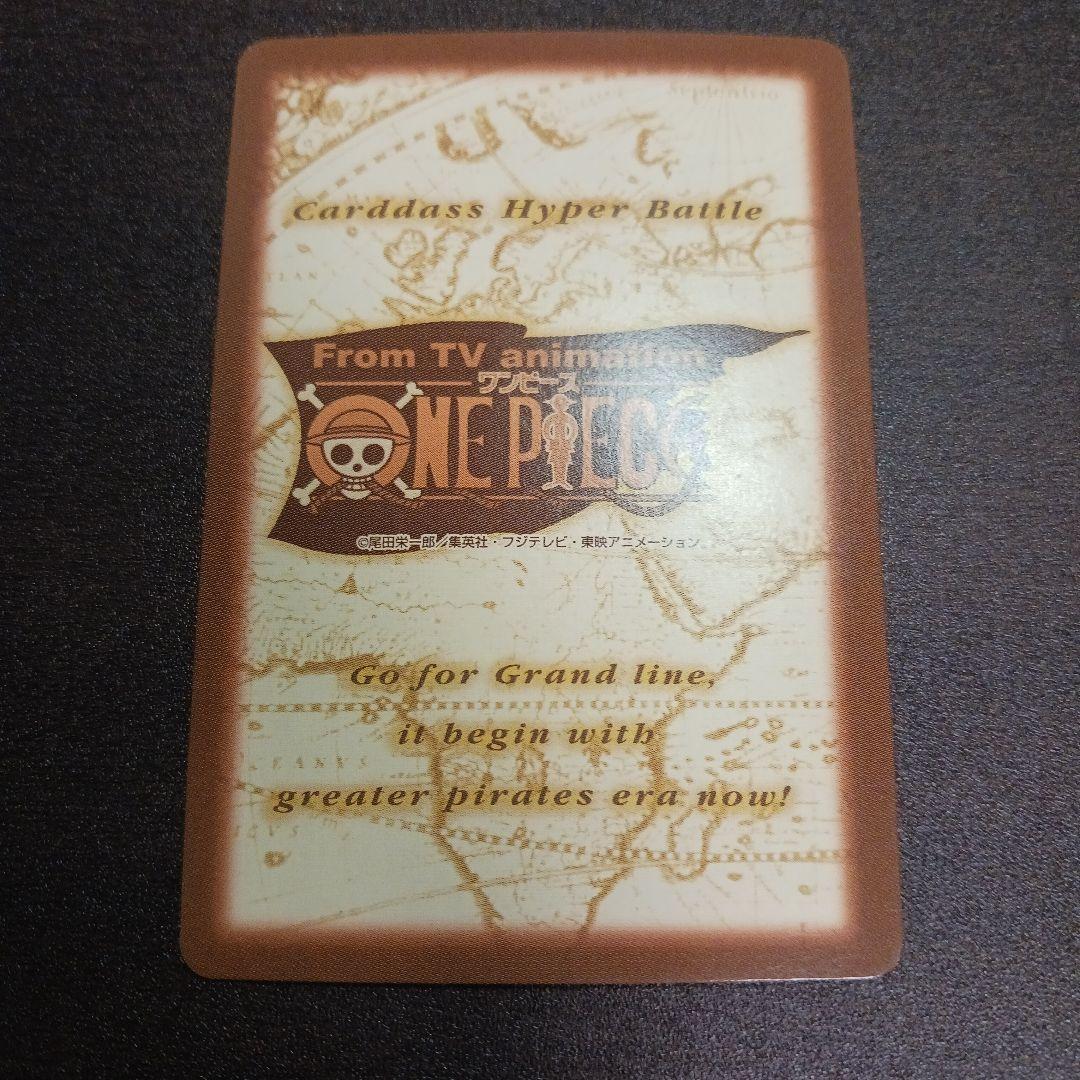 Septentrio
Carddass Hyper Battle
From TV animation
ワンピース
ONE PIECE
©尾田栄一郎／集英社・フジテレビ・東映アニメーション
Go for Grand line,
it begin with
greater pirates era now!